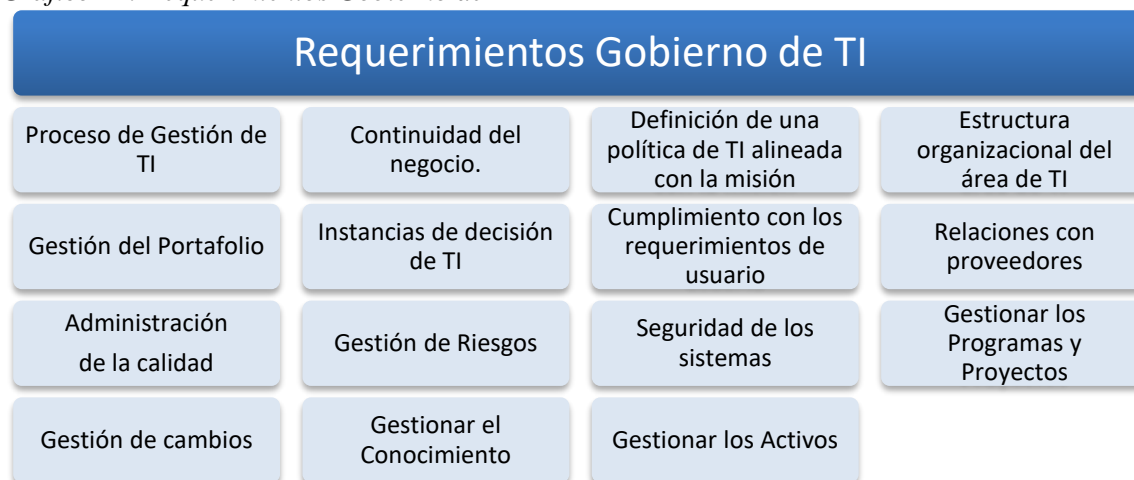 Requerimientos Gobierno de TI
Proceso de Gestión de
TI
Continuidad del
negocio.
Definición de una
política de TI alineada
con la misión
Estructura
organizacional del
área de TI
Gestión del Portafolio
Instancias de decisión
de TI
Cumplimiento con los
requerimientos de
usuario
Relaciones con
proveedores
Administración
de la calidad
Gestión de Riesgos
Seguridad de los
sistemas
Gestionar los
Programas y
Proyectos
Gestión de cambios
Gestionar el
Conocimiento
Gestionar los Activos